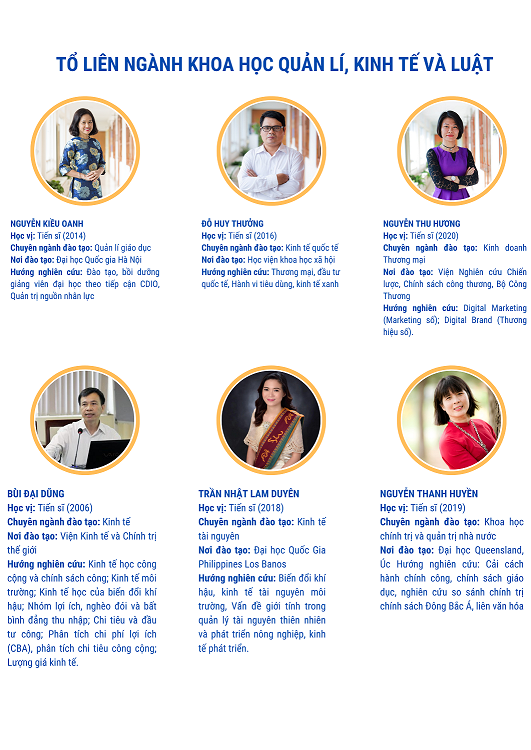 TỔ LIÊN NGÀNH KHOA HỌC QUẢN LÍ, KINH TẾ VÀ LUẬT
NGUYỄN KIỀU OANH
Học vị: Tiến sĩ (2014)
Chuyên ngành đào tạo: Quản lí giáo dục
Nơi đào tạo: Đại học Quốc gia Hà Nội
Hướng nghiên cứu: Đào tạo, bồi dưỡng
giảng viên đại học theo tiếp cận CDIO,
Quản trị nguồn nhân lực
ĐỖ HUY THƯỞNG
Học vị: Tiến sĩ (2016)
Chuyên ngành đào tạo: Kinh tế quốc tế
Nơi đào tạo: Học viện khoa học xã hội
Hướng nghiên cứu: Thương mại, đầu tư
quốc tế, Hành vi tiêu dùng, kinh tế xanh
NGUYỄN THU HƯƠNG
Học vị: Tiến sĩ (2020)
Chuyên ngành đào tạo: Kinh doanh
Thương mại
Nơi đào tạo: Viện Nghiên cứu Chiến
lược, Chính sách công thương, Bộ Công
Thương
Hướng nghiên cứu: Digital Marketing
(Marketing số); Digital Brand (Thương
hiệu số).
BÙI ĐẠI DŨNG
Học vị: Tiến sĩ (2006)
Chuyên ngành đào tạo: Kinh tế
Nơi đào tạo: Viện Kinh tế và Chính trị
thế giới
Hướng nghiên cứu: Kinh tế học công
cộng và chính sách công; Kinh tế môi
trường; Kinh tế học của biến đổi khí
hậu; Nhóm lợi ích, nghèo đói và bất
bình đẳng thu nhập; Chi tiêu và đầu
tư công; Phân tích chi phí lợi ích
(CBA), phân tích chi tiêu công cộng;
Lượng giá kinh tế.
TRẦN NHẬT LAM DUYÊN
Học vị: Tiến sĩ (2018)
Chuyên ngành đào tạo: Kinh tế
tài nguyên
Nơi đào tạo: Đại học Quốc Gia
Philippines Los Banos
Hướng nghiên cứu: Biến đổi khí
hậu, kinh tế tài nguyên môi
trường, Vấn đề giới tính trong
quản lý tài nguyên thiên nhiên
và phát triển nông nghiệp, kinh
tế phát triển.
NGUYỄN THANH HUYỀN
Học vị: Tiến sĩ (2019)
Chuyên ngành đào tạo: Khoa học
chính trị và quản trị nhà nước
Nơi đào tạo: Đại học Queensland,
Úc Hướng nghiên cứu: Cải cách
hành chính công, chính sách giáo
dục, nghiên cứu so sánh chính trị
chính sách Đông Bắc Á, liên văn hóa